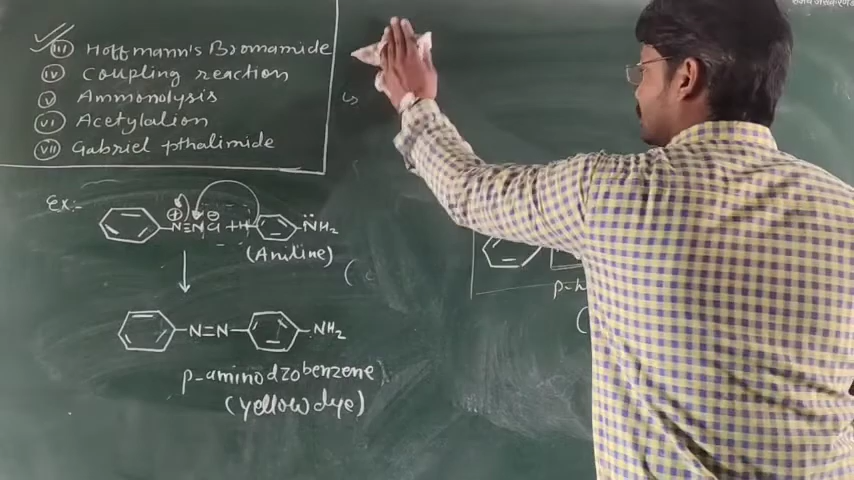 (iii) Hoffmann's Bromamide
(iv) Coupling reaction
(v) Ammonolysis
(vi) Acetylation
(vii) Gabriel pthalimide
Ex:-
N≡N Cl + H NH2
(Aniline)
N=N NH2
p-aminodzobenzone
(yellow dye)